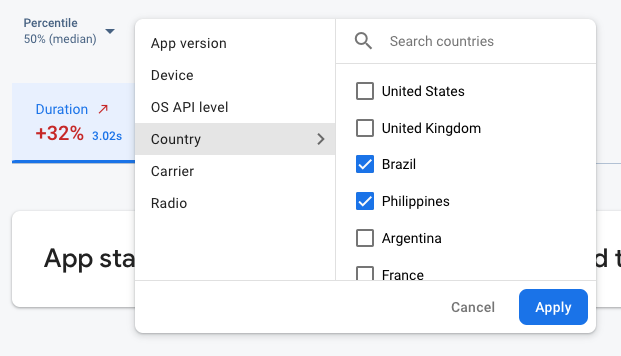 Percentile
50% (median)
App version
Device
OS API level
Country
Carrier
Radio
Search countries
United States
United Kingdom
Brazil
Philippines
Argentina
France
Cancel
Apply
Duration
+32% 3.02s
App sta
d t